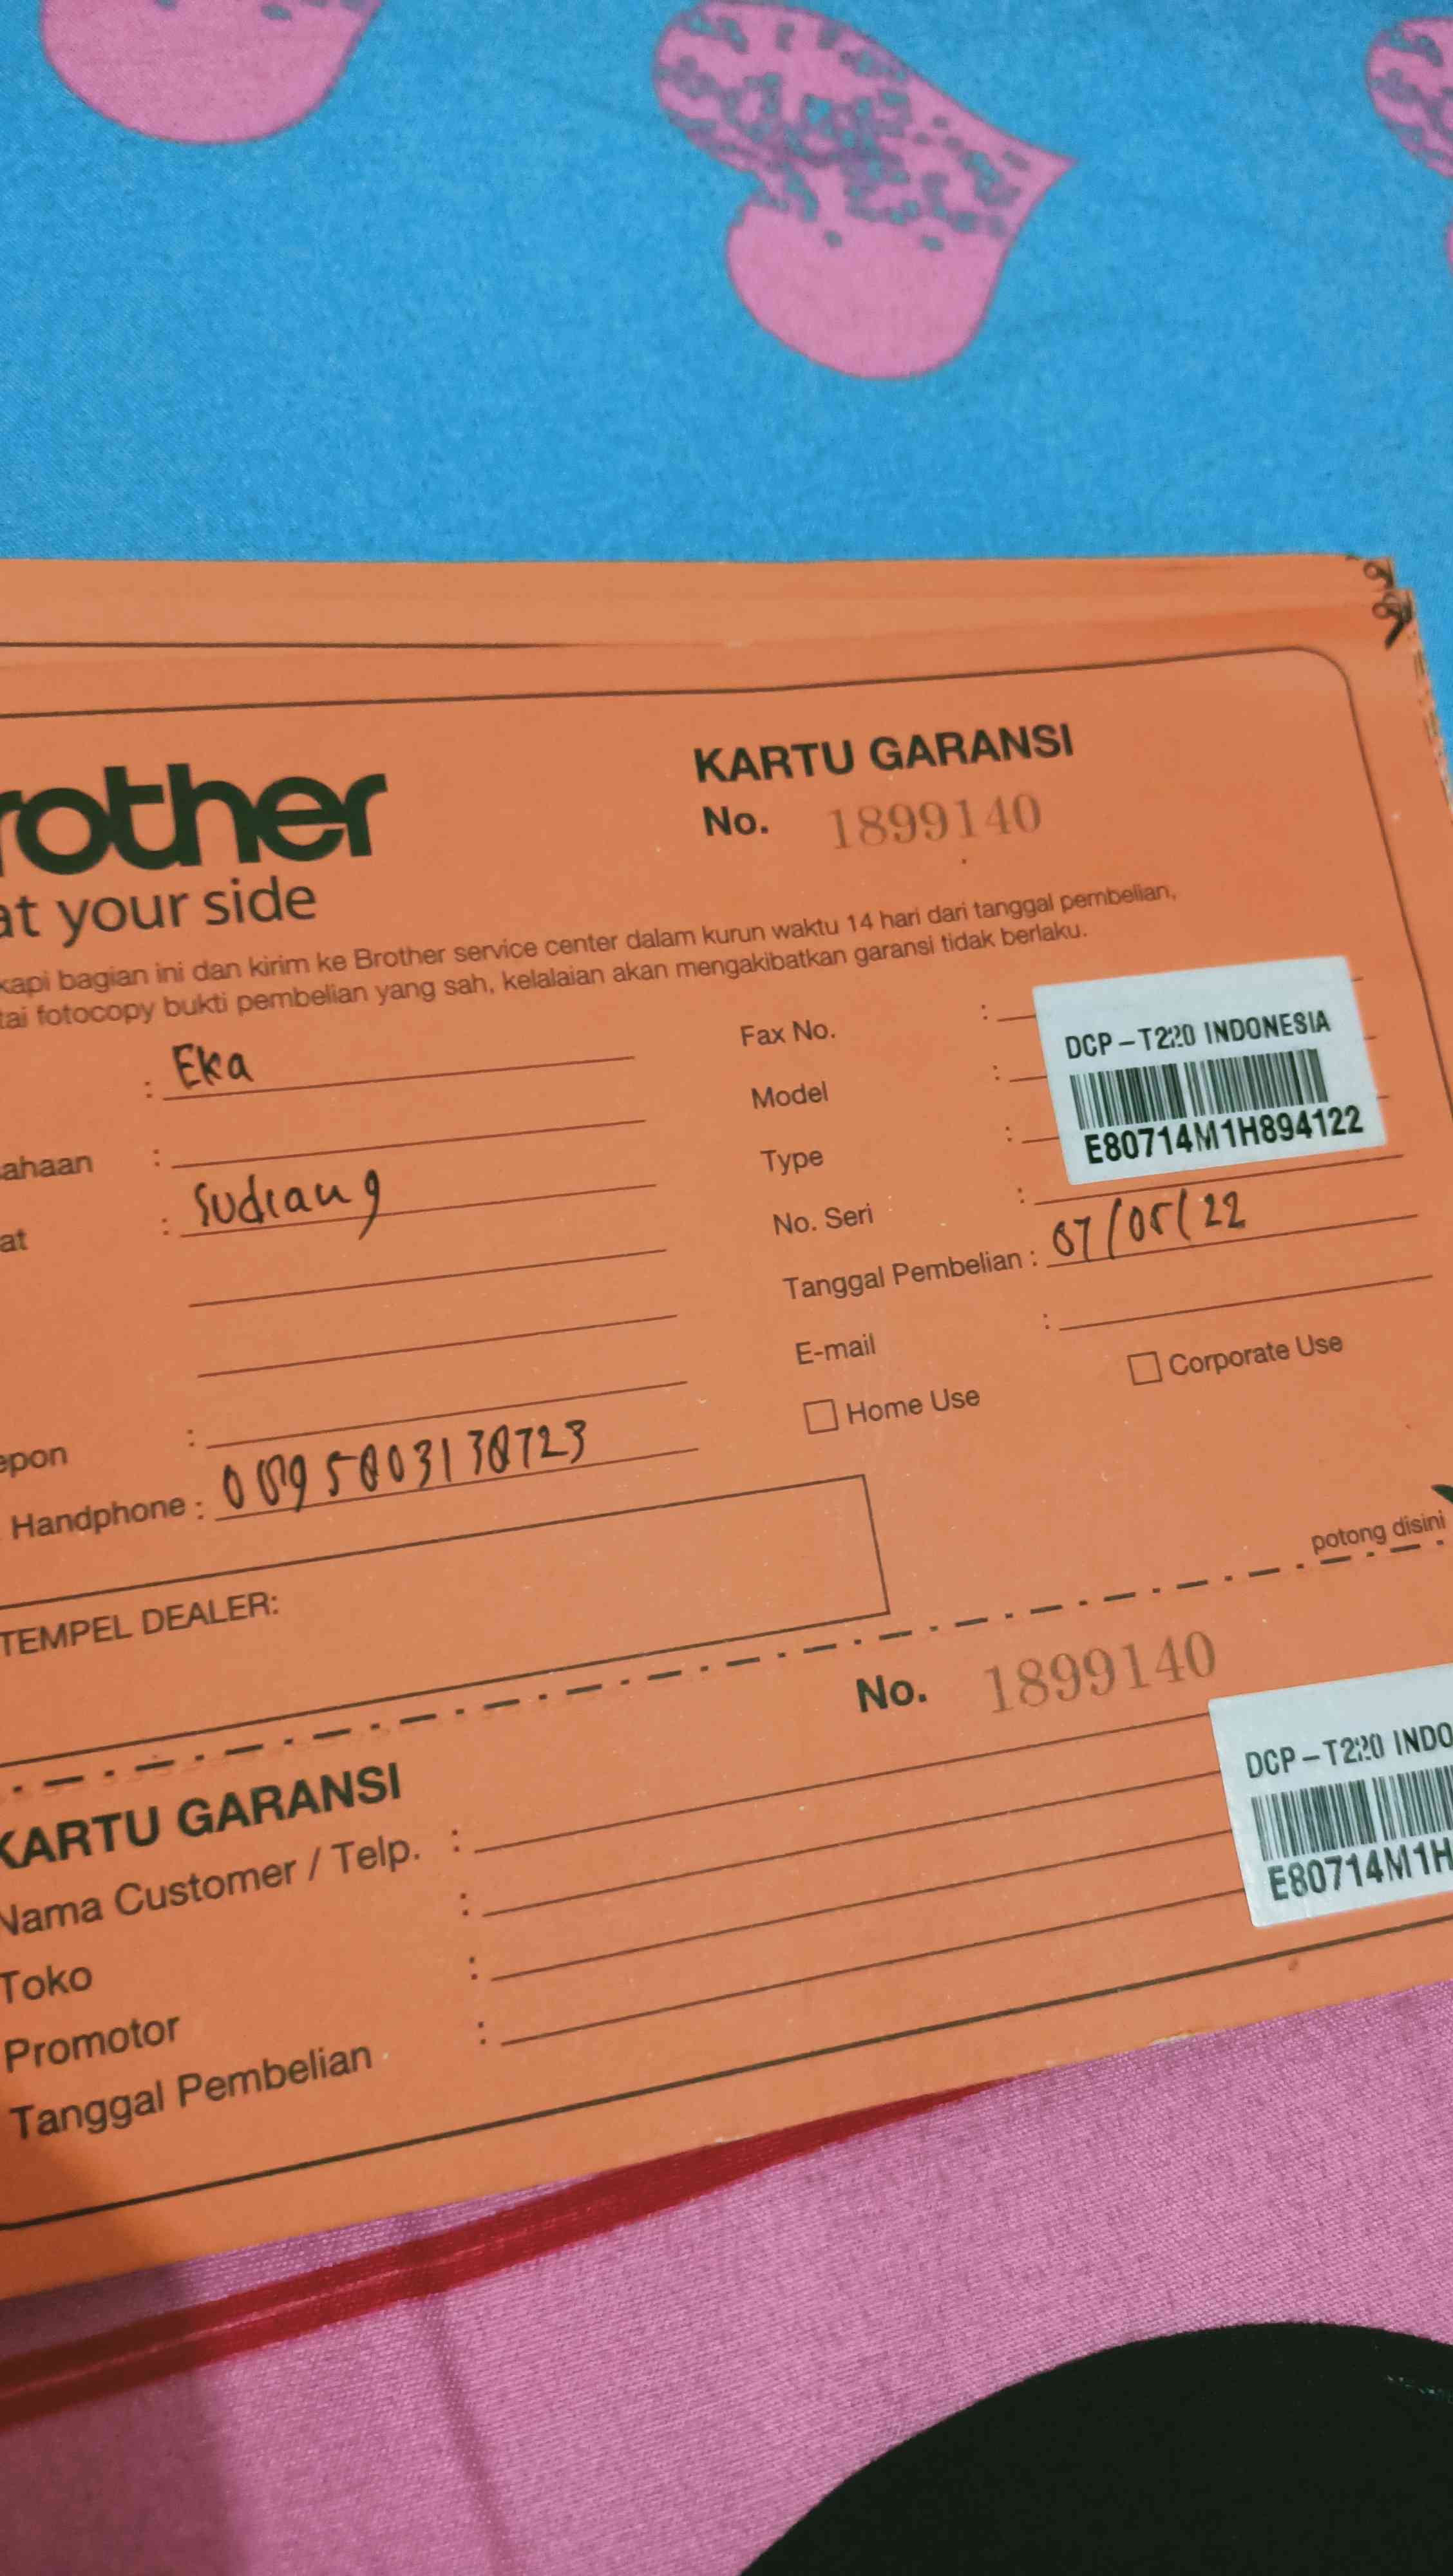 rother
at your side
KARTU GARANSI
No. 1899140
kapi bagian ini dan kirim ke Brother service center dalam kurun waktu 14 hari dari tanggal pembelian,
tai fotocopy bukti pembelian yang sah, kelalaian akan mengakibatkan garansi tidak berlaku.
: Eka
ahaan :
at : Sudiang
epon :
Handphone :
Fax No. :
Model :
Type :
No. Seri :
DCP-T220 INDONESIA
E80714M1H894122
Tanggal Pembelian : 07/05/22
E-mail :
Home Use
Corporate Use
TEMPEL DEALER:
potong disini
No. 1899140
KARTU GARANSI
Nama Customer / Telp. :
Toko :
Promotor :
Tanggal Pembelian :
DCP-T220 INDO
E80714M1H